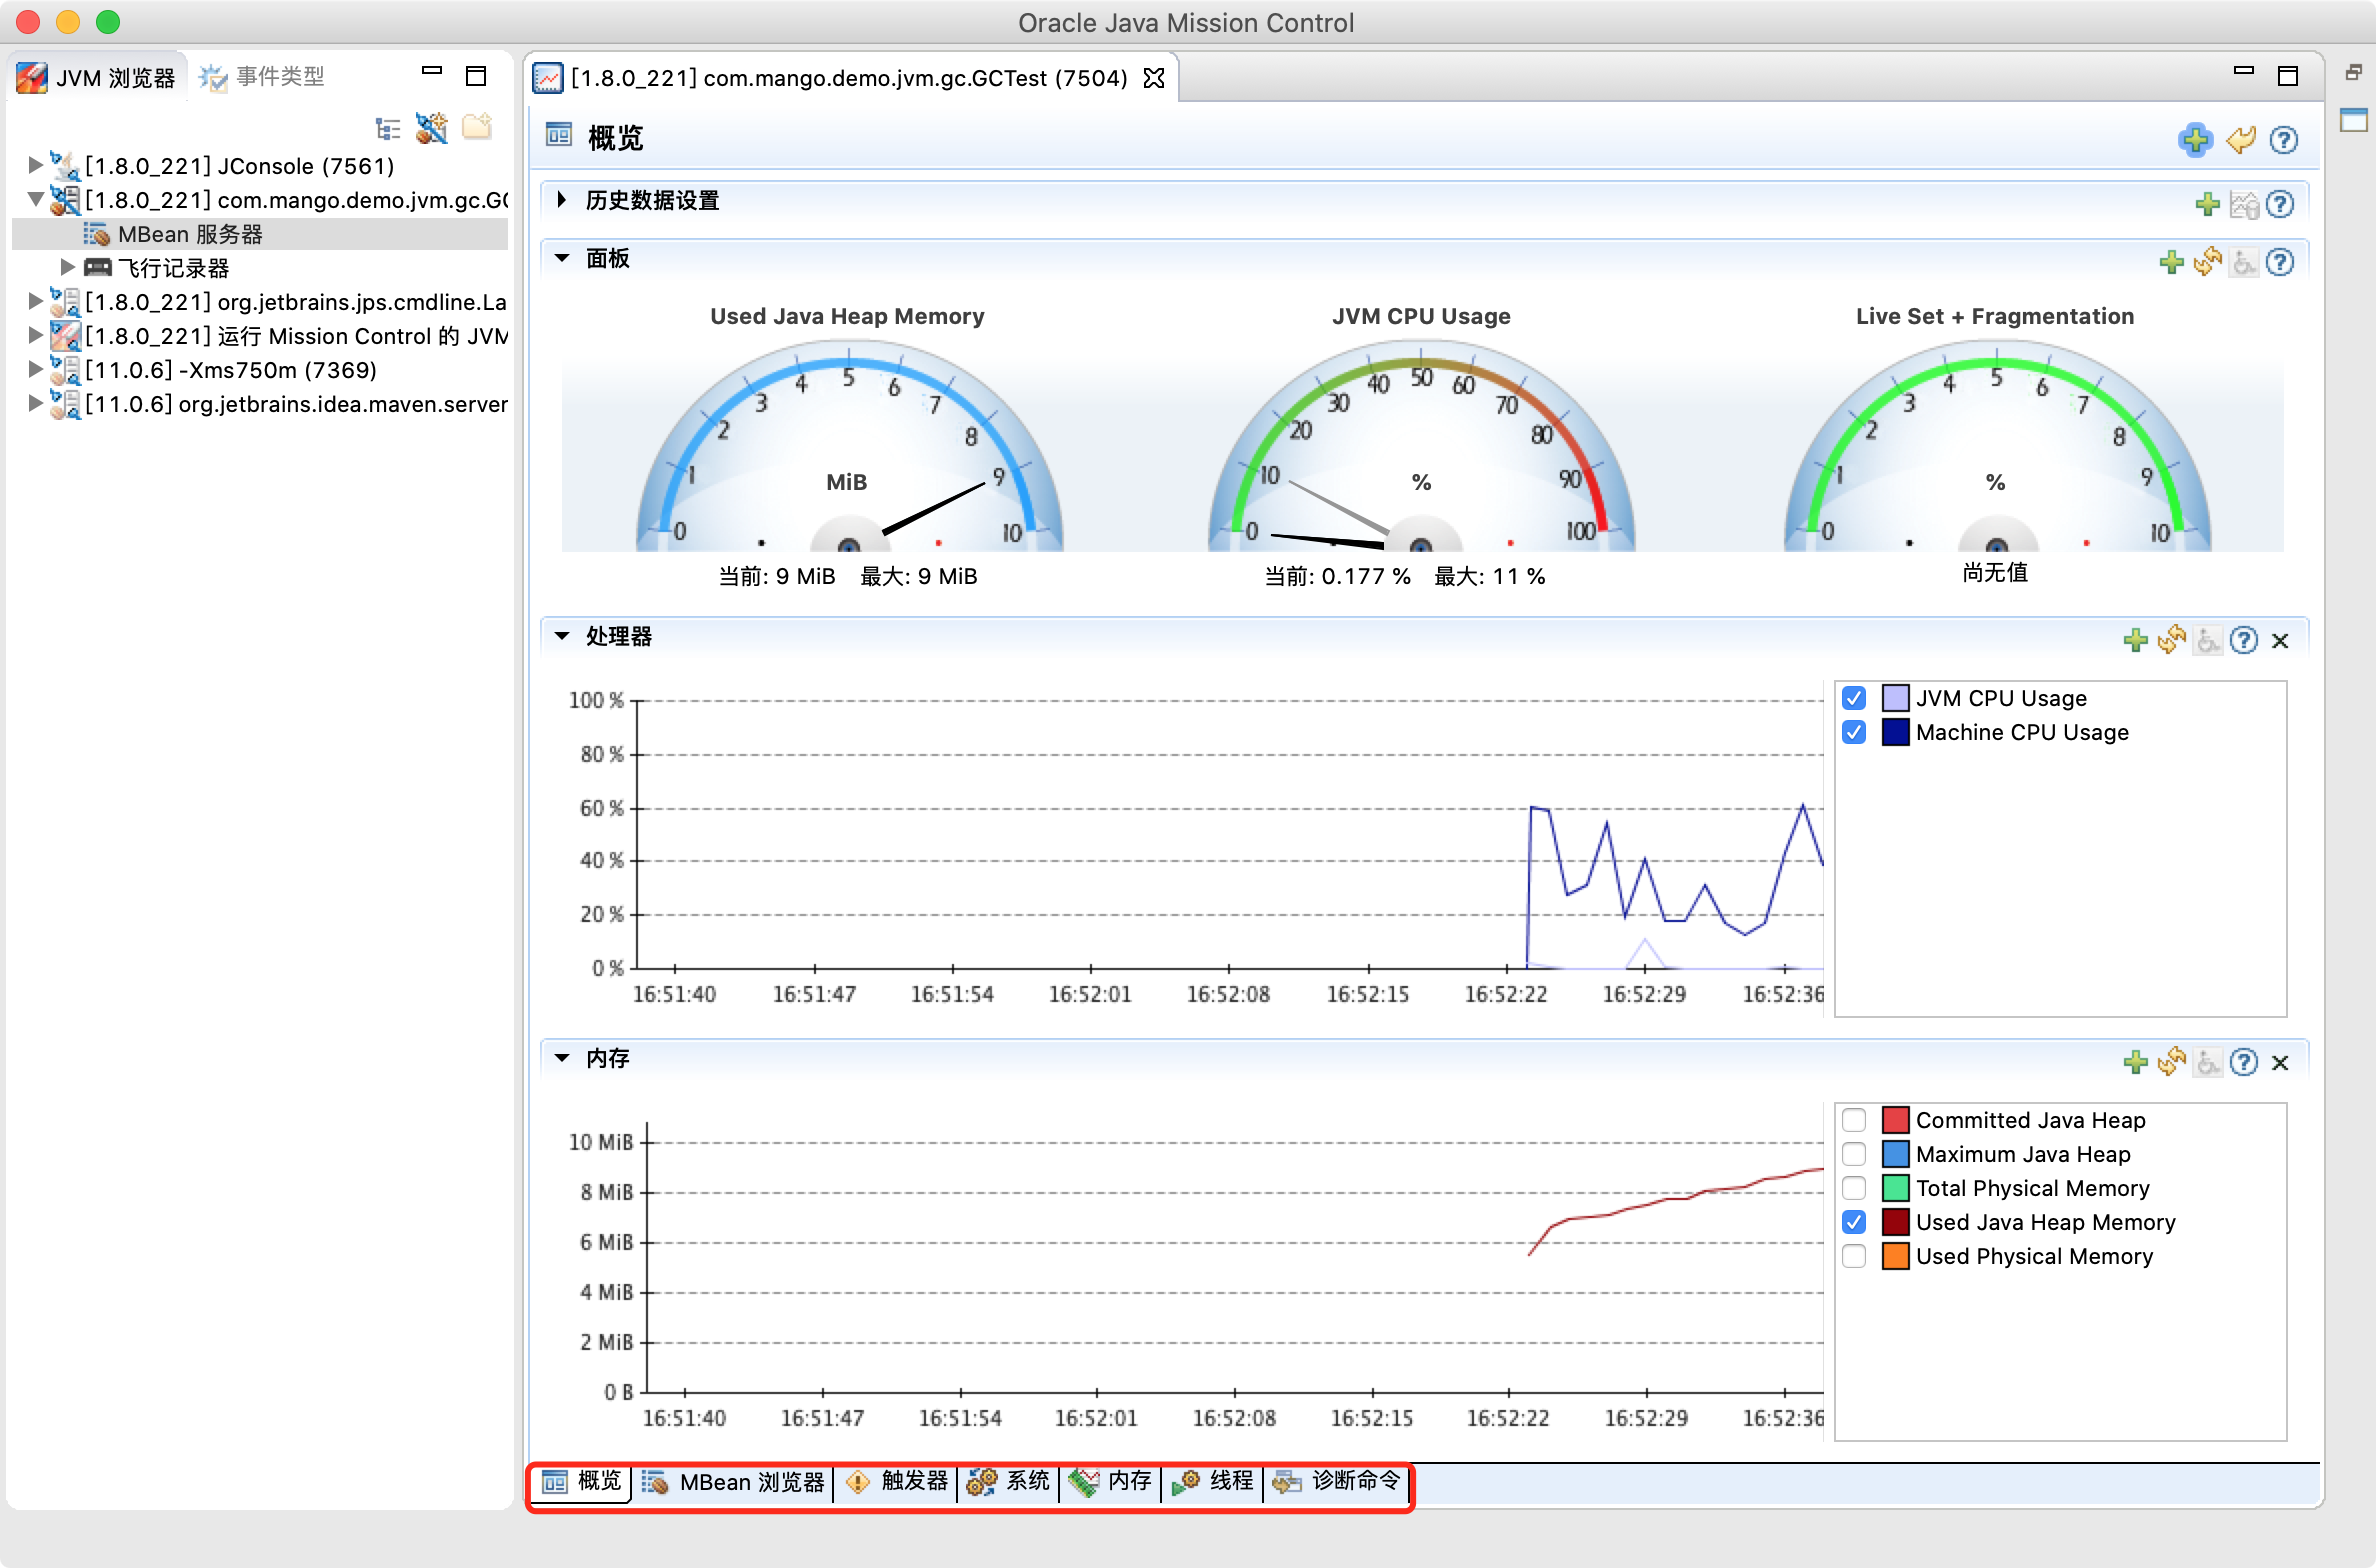 Oracle Java Mission Control
JVM 浏览器
事件类型
[1.8.0_221] JConsole (7561)
[1.8.0_221] com.mango.demo.jvm.gc.GC
MBean 服务器
飞行记录器
[1.8.0_221] org.jetbrains.jps.cmdline.La
[1.8.0_221] 运行 Mission Control 的 JVM
[11.0.6] -Xms750m (7369)
[11.0.6] org.jetbrains.idea.maven.server
[1.8.0_221] com.mango.demo.jvm.gc.GCTest (7504)
概览
历史数据设置
面板
Used Java Heap Memory
0 1 2 3 4 5 6 7 8 9 10
MiB
当前: 9 MiB 最大: 9 MiB
JVM CPU Usage
0 10 20 30 40 50 60 70 80 90 100
%
当前: 0.177 % 最大: 11 %
Live Set + Fragmentation
0 1 2 3 4 5 6 7 8 9 10
%
尚无值
处理器
100 %
80 %
60 %
40 %
20 %
0 %
16:51:40 16:51:47 16:51:54 16:52:01 16:52:08 16:52:15 16:52:22 16:52:29 16:52:36
JVM CPU Usage
Machine CPU Usage
内存
10 MiB
8 MiB
6 MiB
4 MiB
2 MiB
0 B
16:51:40 16:51:47 16:51:54 16:52:01 16:52:08 16:52:15 16:52:22 16:52:29 16:52:36
Committed Java Heap
Maximum Java Heap
Total Physical Memory
Used Java Heap Memory
Used Physical Memory
概览 MBean 浏览器 触发器 系统 内存 线程 诊断命令